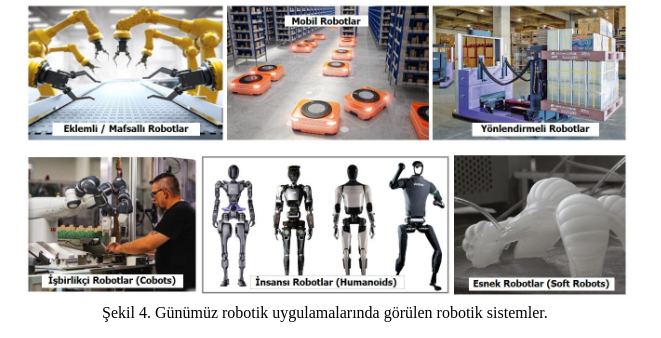 Mobil Robotlar
Eklemli / Mafsallı Robotlar
Yönlendirmeli Robotlar
İşbirlikçi Robotlar (Cobots)
İnsansı Robotlar (Humanoids)
Esnek Robotlar (Soft Robots)
Şekil 4. Günümüz robotik uygulamalarında görülen robotik sistemler.